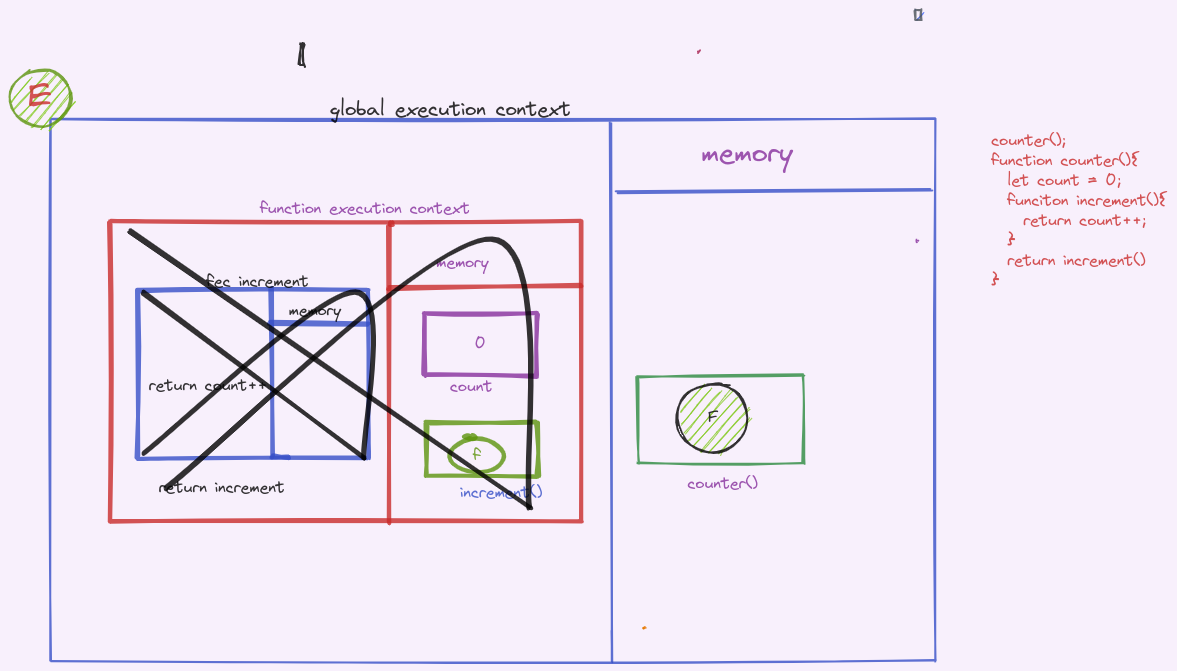 E
global execution context
memory
function execution context
memory
fec increment
memory
return count++
0
count
f
increment()
return increment
F
counter()
counter();
function counter(){
let count = 0;
funciton increment(){
return count++;
}
return increment()
}